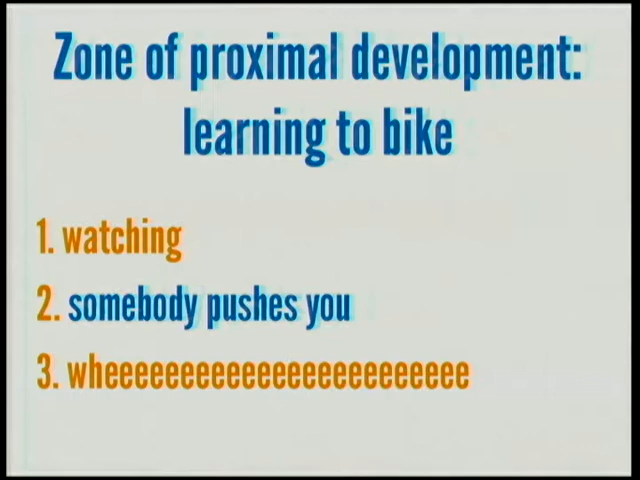 Zone of proximal development:
learning to bike
1. watching
2. somebody pushes you
3. wheeeeeeeeeeeeeeeeeeeeeeee